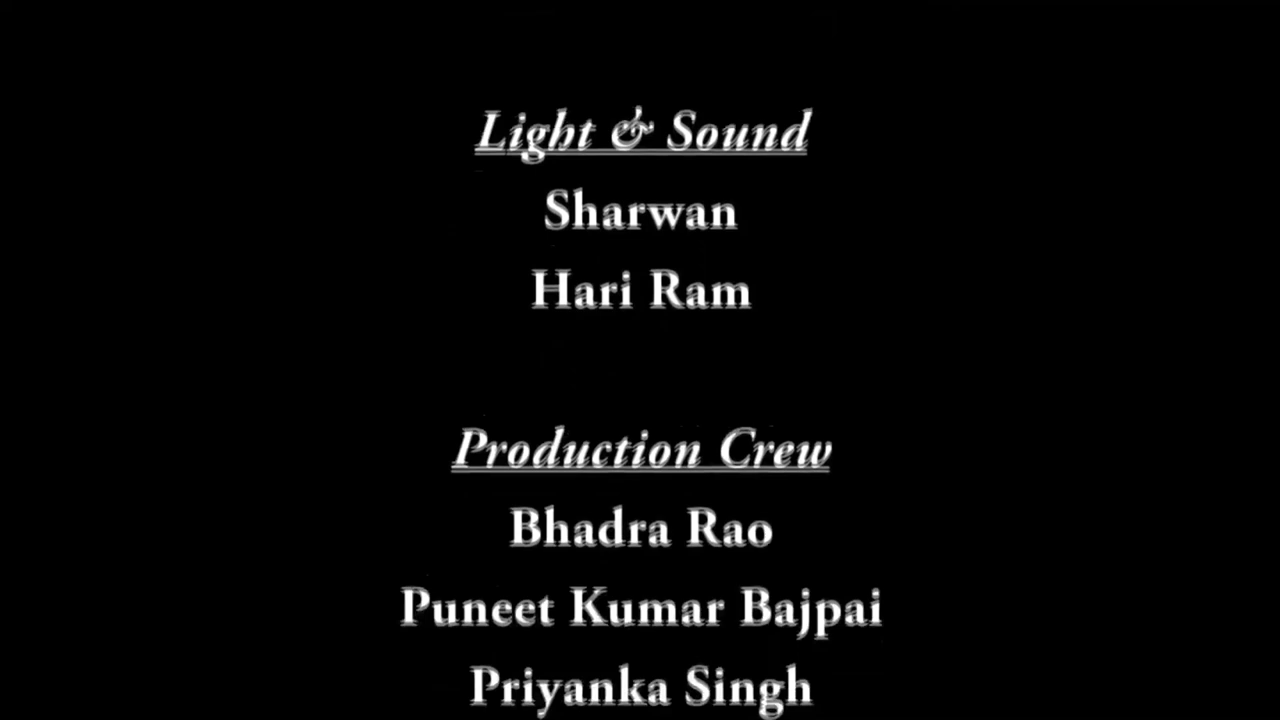 Light & Sound
Sharwan
Hari Ram
Production Crew
Bhadra Rao
Puneet Kumar Bajpai
Priyanka Singh